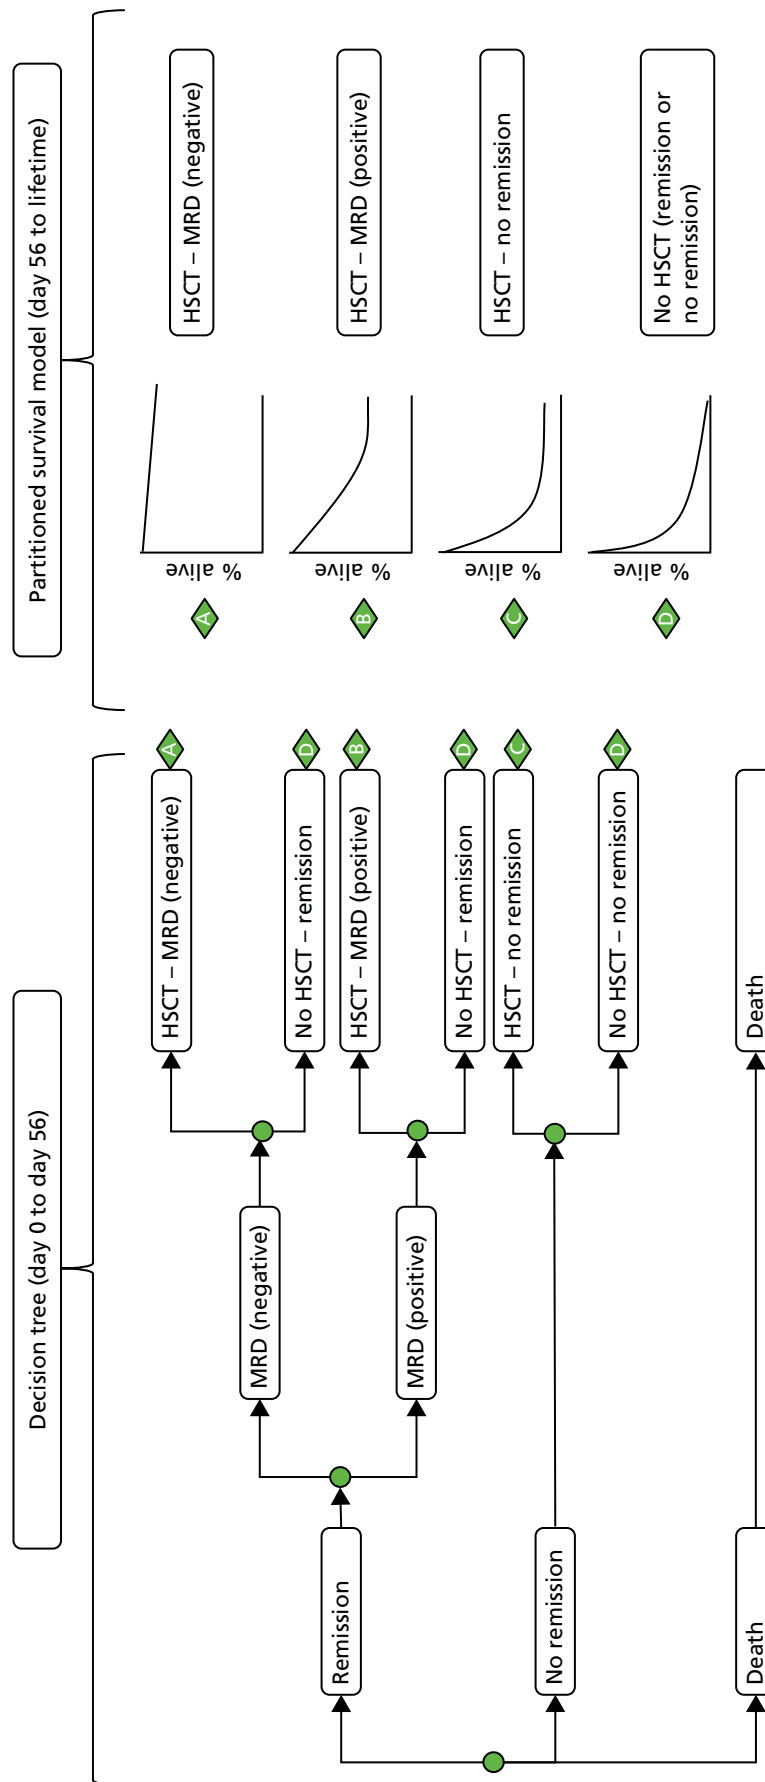 Decision tree (day 0 to day 56)
Partitioned survival model (day 56 to lifetime)
Remission
No remission
Death
MRD (negative)
MRD (positive)
HSCT – MRD (negative)
A
No HSCT – remission
D
HSCT – MRD (positive)
B
No HSCT – remission
D
HSCT – no remission
C
No HSCT – no remission
D
Death
A
% alive
HSCT – MRD (negative)
B
% alive
HSCT – MRD (positive)
C
% alive
HSCT – no remission
D
% alive
No HSCT (remission or
no remission)